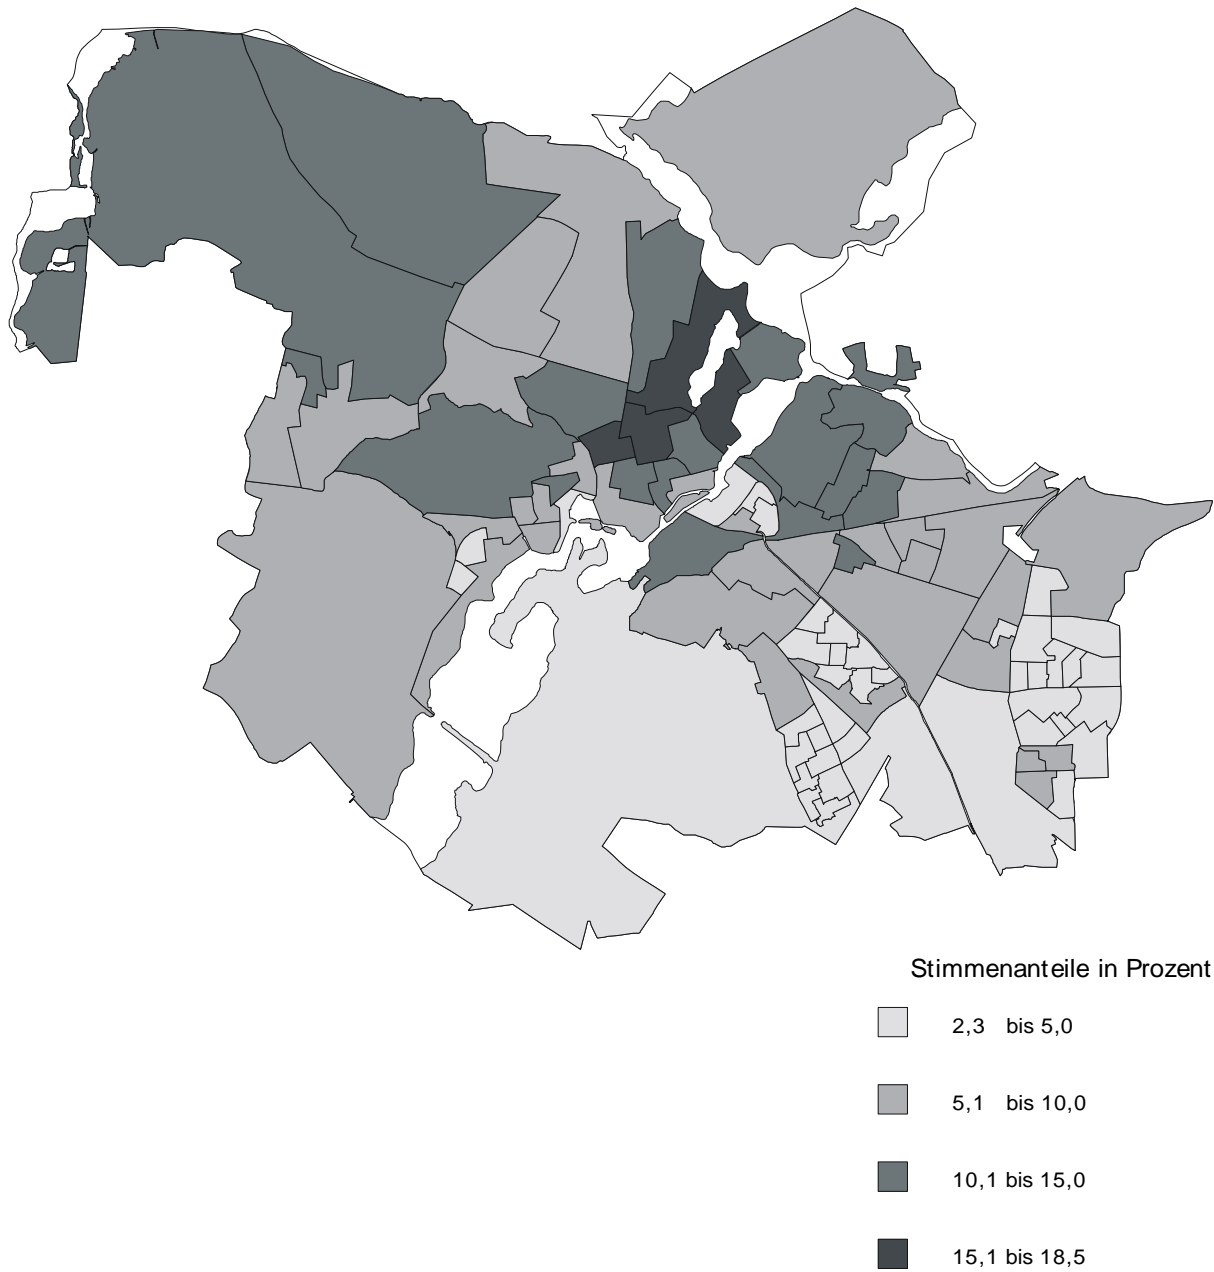 Stimmenanteile in Prozent
2,3 bis 5,0
5,1 bis 10,0
10,1 bis 15,0
15,1 bis 18,5